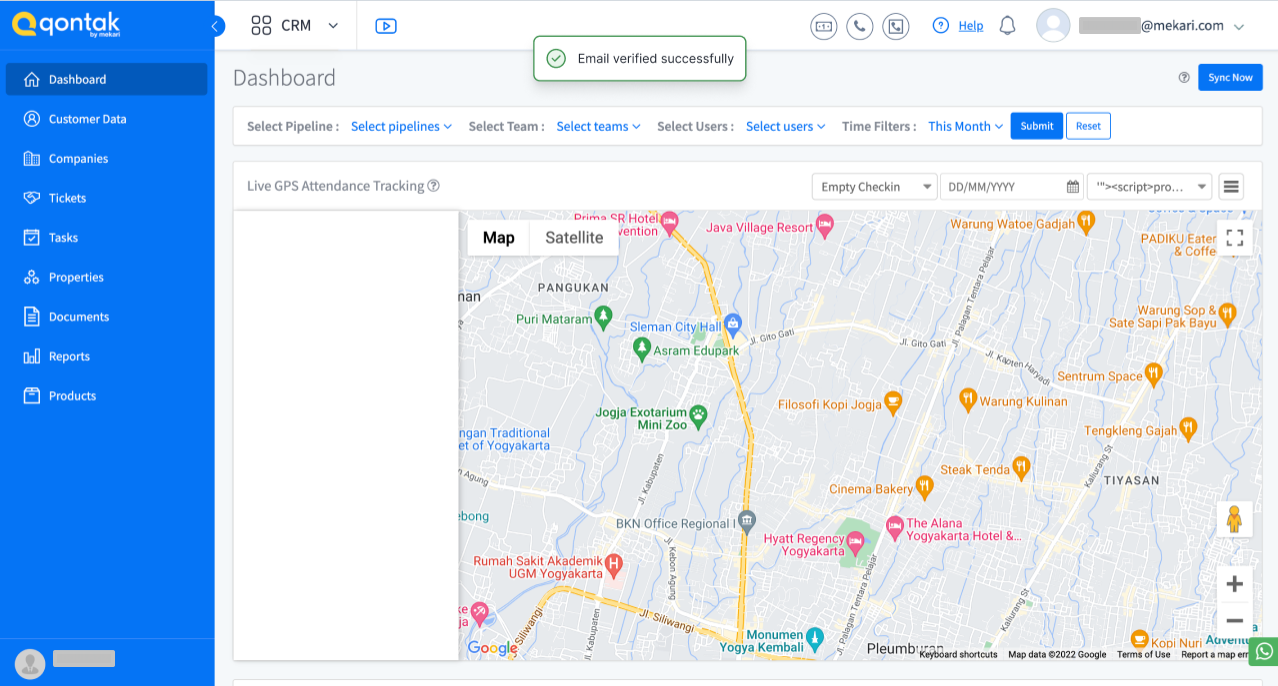 qontak
by mekari
CRM
Help
@mekari.com
Email verified successfully
Dashboard
Customer Data
Companies
Tickets
Tasks
Properties
Documents
Reports
Products
Dashboard
Sync Now
Select Pipeline : Select pipelines Select Team : Select teams Select Users : Select users Time Filters : This Month Submit Reset
Live GPS Attendance Tracking
Empty Checkin DD/MM/YYYY '"><script>pro...
Map Satellite
Prima SR Hotel
vention
Java Village Resort
Warung Watoe Gadjah
PADIKU Eater
& Coffe
PANGUKAN
man
Puri Mataram
Sleman City Hall
Asram Edupark
Jl. Gito Gati
Jl. Gito Gati
Jl. Palagan Tentara Pelajar
Jl. Kapten Haryadi
Warung Sop &
Sate Sapi Pak Bayu
Sentrum Space
Filosofi Kopi Jogja
Warung Kulinan
Jogja Exotarium
Mini Zoo
Tengkleng Gajah
ngan Traditional
et of Yogyakarta
Jl. Kabupaten
n Agung
Steak Tenda
Jl. Kaliurang St.
TIYASAN
Cinema Bakery
ebong
BKN Office Regional I
The Alana
Yogyakarta Hotel &...
Hyatt Regency
Yogyakarta
Rumah Sakit Akademik
UGM Yogyakarta
Jl. Kebon Agung
Jl. Palagan Tentara Pelajar
Kaliurang St
ke
ja
Jl. Siliwangi
Jl. Siliwangi
Jl. Kabupaten
Monumen
Yogya Kembali
Pleumburan
Kopi Nuri
Adventu
a
Google
Keyboard shortcuts Map data ©2022 Google Terms of Use Report a map err